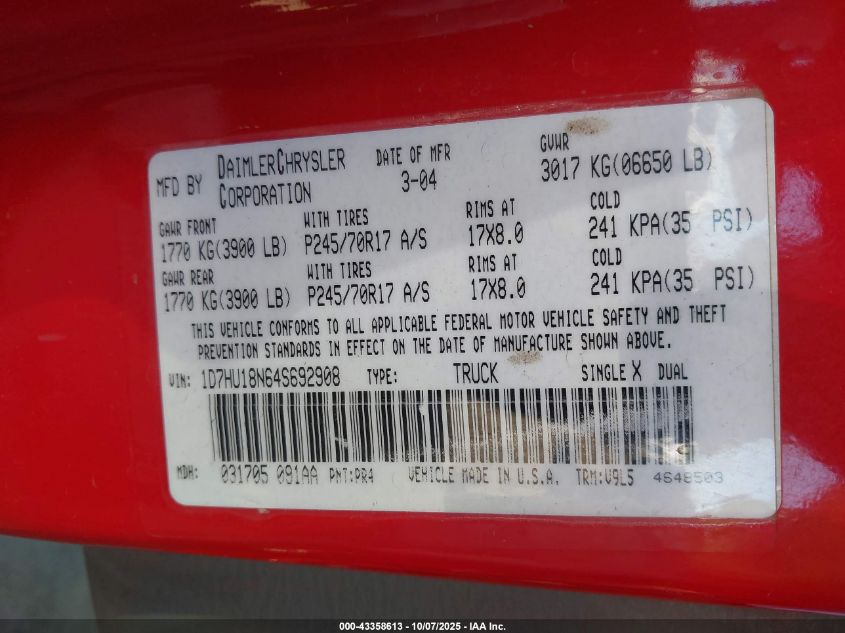 MFD BY DAIMLERCHRYSLER CORPORATION DATE OF MFR 3-04 GVWR 3017 KG(06650 LB)
GAWR FRONT WITH TIRES RIMS AT COLD
1770 KG(3900 LB) P245/70R17 A/S 17X8.0 241 KPA(35 PSI)
GAWR REAR WITH TIRES RIMS AT COLD
1770 KG(3900 LB) P245/70R17 A/S 17X8.0 241 KPA(35 PSI)
THIS VEHICLE CONFORMS TO ALL APPLICABLE FEDERAL MOTOR VEHICLE SAFETY AND THEFT
PREVENTION STANDARDS IN EFFECT ON THE DATE OF MANUFACTURE SHOWN ABOVE.
VIN: 1D7HU18N64S692908 TYPE: TRUCK SINGLE X DUAL
MDH: 031705 091AA PNT:PR4 VEHICLE MADE IN U.S.A. TRM:V9L5 4648503
000-43358613 - 10/07/2025 - IAA Inc.